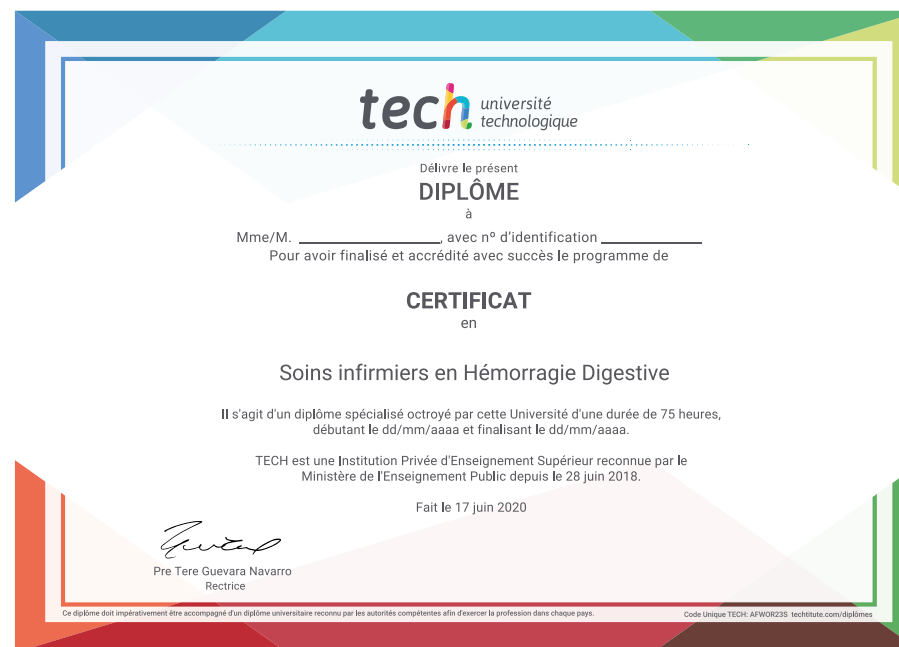 tech université
technologique
Délivre le présent
DIPLÔME
à
Mme/M. ____________________, avec nº d'identification ______________
Pour avoir finalisé et accrédité avec succès le programme de
CERTIFICAT
en
Soins infirmiers en Hémorragie Digestive
Il s'agit d'un diplôme spécialisé octroyé par cette Université d'une durée de 75 heures,
débutant le dd/mm/aaaa et finalisant le dd/mm/aaaa.
TECH est une Institution Privée d'Enseignement Supérieur reconnue par le
Ministère de l'Enseignement Public depuis le 28 juin 2018.
Fait le 17 juin 2020
Pre Tere Guevara Navarro
Rectrice
Ce diplôme doit impérativement être accompagné d'un diplôme universitaire reconnu par les autorités compétentes afin d'exercer la profession dans chaque pays.
Code Unique TECH: AFWOR23S techtitute.com/diplômes